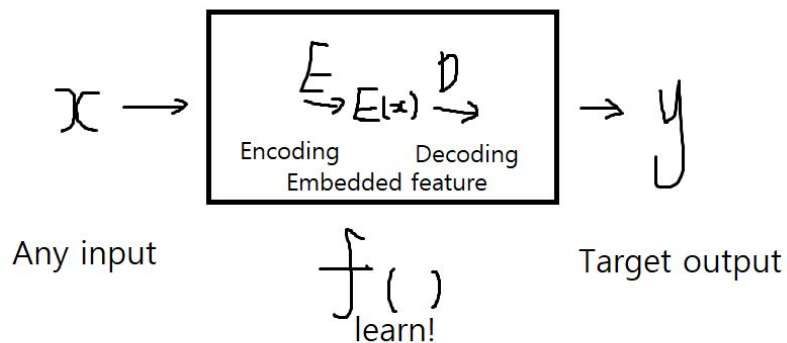 E D
x → → E(x) → → y
Encoding Decoding
Embedded feature
Any input f( ) Target output
learn!